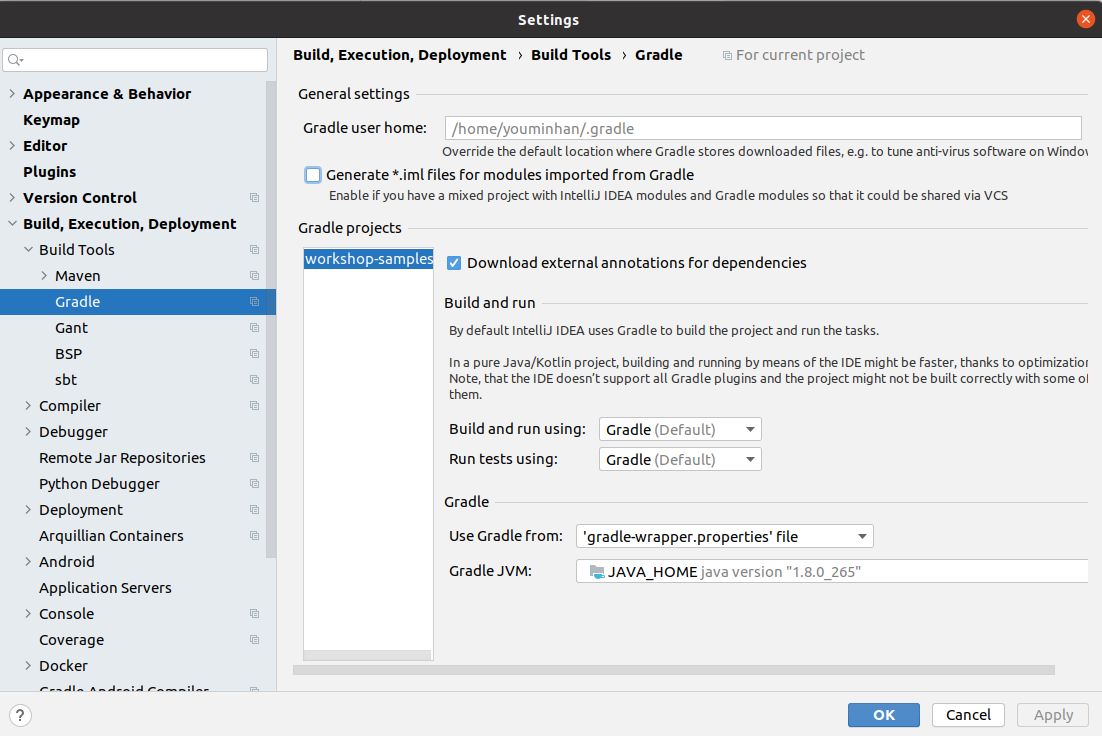 Settings
Build, Execution, Deployment › Build Tools › Gradle For current project
Appearance & Behavior
Keymap
Editor
Plugins
Version Control
Build, Execution, Deployment
Build Tools
Maven
Gradle
Gant
BSP
sbt
Compiler
Debugger
Remote Jar Repositories
Python Debugger
Deployment
Arquillian Containers
Android
Application Servers
Console
Coverage
Docker
Gradle-Android Compiler
General settings
Gradle user home: /home/youminhan/.gradle
Override the default location where Gradle stores downloaded files, e.g. to tune anti-virus software on Window
Generate *.iml files for modules imported from Gradle
Enable if you have a mixed project with IntelliJ IDEA modules and Gradle modules so that it could be shared via VCS
Gradle projects
workshop-samples
Download external annotations for dependencies
Build and run
By default IntelliJ IDEA uses Gradle to build the project and run the tasks.
In a pure Java/Kotlin project, building and running by means of the IDE might be faster, thanks to optimization
Note, that the IDE doesn't support all Gradle plugins and the project might not be built correctly with some of
them.
Build and run using: Gradle (Default)
Run tests using: Gradle (Default)
Gradle
Use Gradle from: 'gradle-wrapper.properties' file
Gradle JVM: JAVA_HOME java version "1.8.0_265"
? OK Cancel Apply